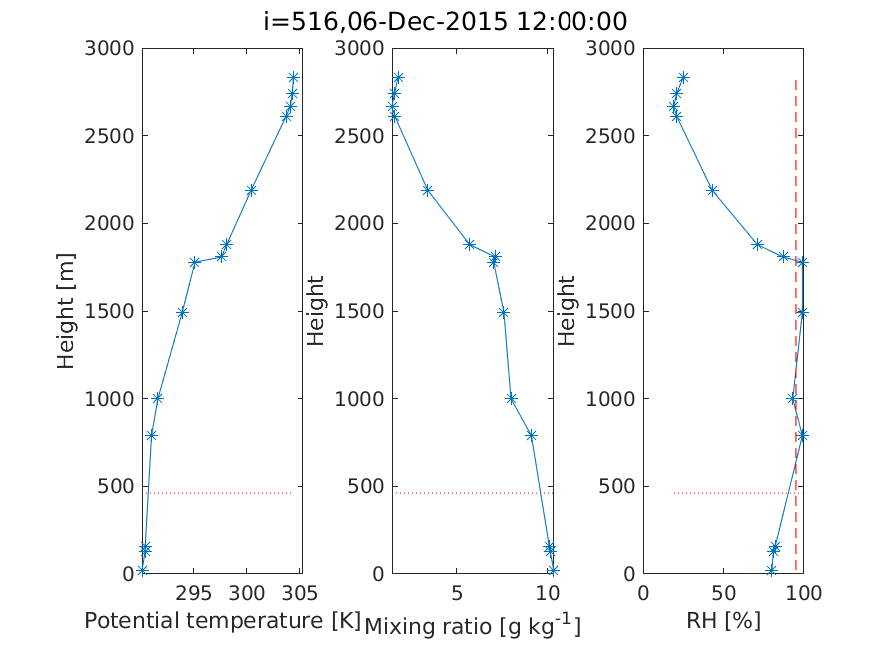 i=516,06-Dec-2015 12:00:00
3000
2500
2000
1500
1000
500
0
Height [m]
295 300 305
Potential temperature [K]
3000
2500
2000
1500
1000
500
0
Height
5 10
Mixing ratio [g kg-1]
3000
2500
2000
1500
1000
500
0
Height
0 50 100
RH [%]